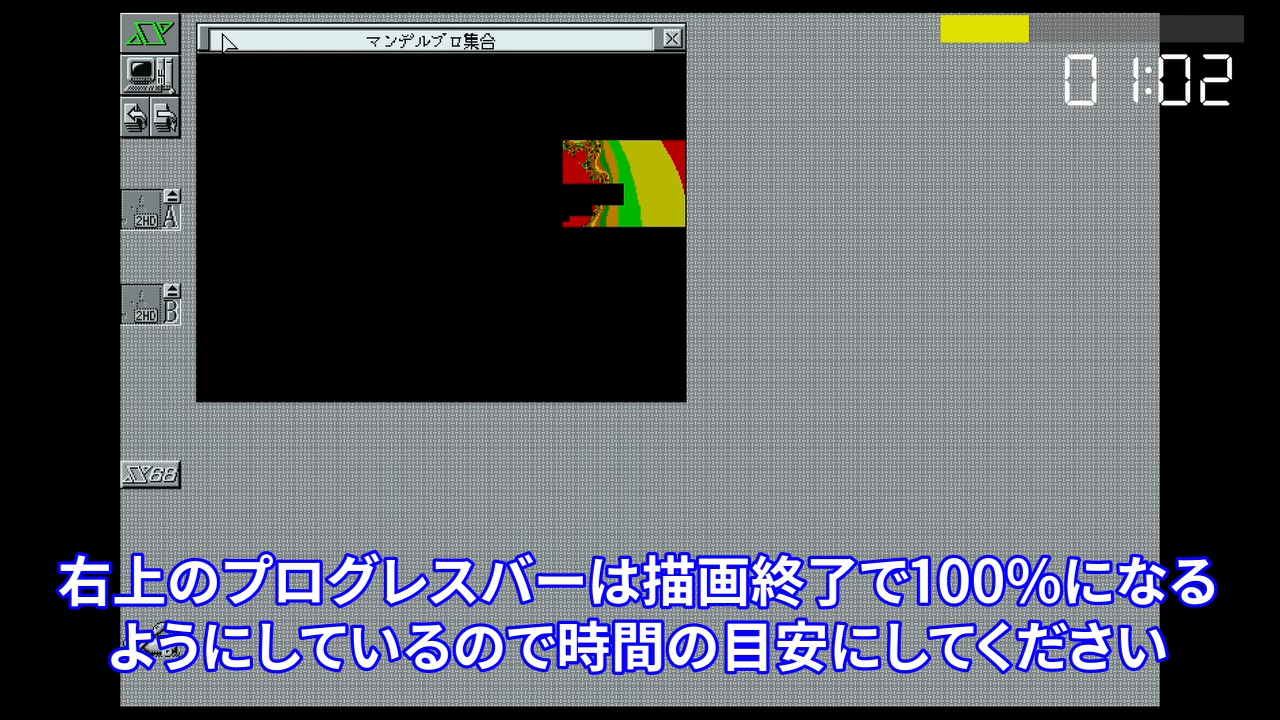 SX
マンデルブロ集合
01:02
2HD A
2HD B
SX68
右上のプログレスバーは描画終了で100%になる
ようにしているので時間の目安にしてください